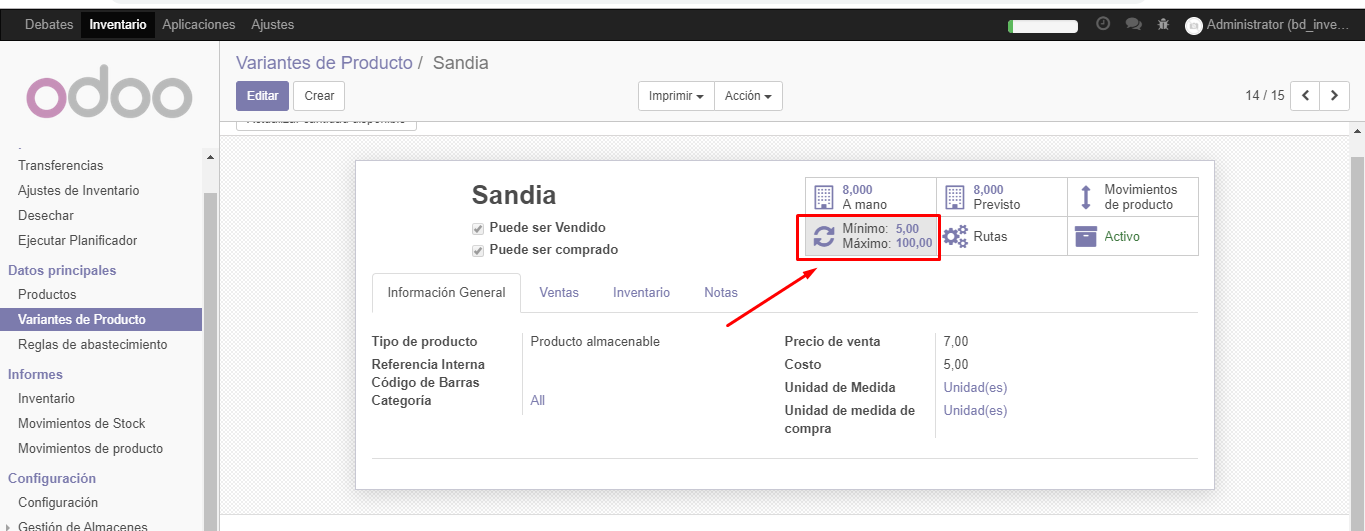 Debates Inventario Aplicaciones Ajustes Administrator (bd_inve...
odoo
Variantes de Producto / Sandia
Editar Crear Imprimir Acción 14 / 15
Transferencias
Ajustes de Inventario
Desechar
Ejecutar Planificador
Datos principales
Productos
Variantes de Producto
Reglas de abastecimiento
Informes
Inventario
Movimientos de Stock
Movimientos de producto
Configuración
Configuración
Gestión de Almacenes
Sandia
Puede ser Vendido
Puede ser comprado
8,000
A mano
8,000
Previsto
Movimientos
de producto
Mínimo: 5,00
Máximo: 100,00
Rutas
Activo
Información General Ventas Inventario Notas
Tipo de producto Producto almacenable
Referencia Interna
Código de Barras
Categoría All
Precio de venta 7,00
Costo 5,00
Unidad de Medida Unidad(es)
Unidad de medida de
compra Unidad(es)